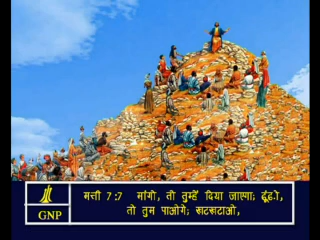 मत्ती 7:7 मांगो, तो तुम्हें दिया जाएगा; ढूंढ़ो,
तो तुम पाओगे; खटखटाओ,
GNP